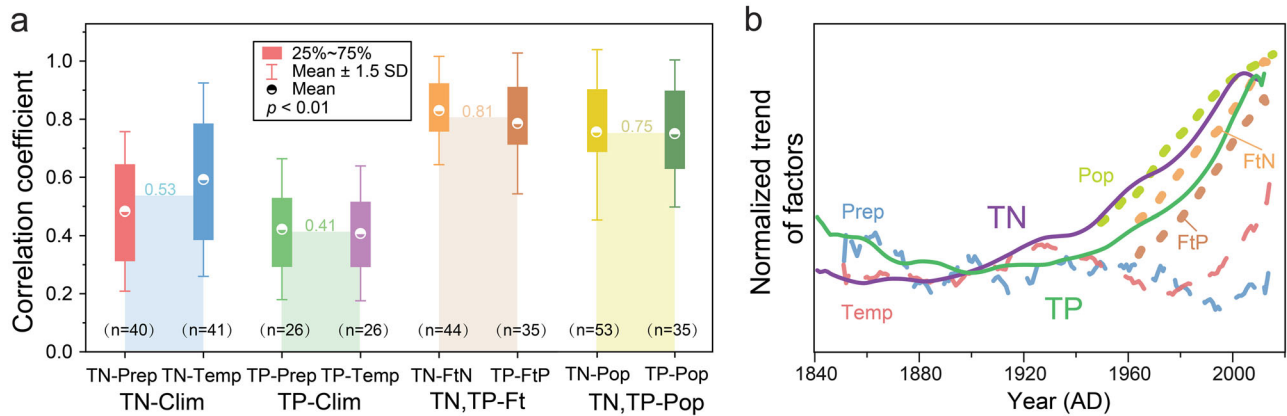 a
Correlation coefficient
1.0
0.8
0.6
0.4
0.2
0.0
25%~75%
Mean ± 1.5 SD
Mean
p < 0.01
0.53
0.41
0.81
0.75
(n=40)
(n=41)
(n=26)
(n=26)
(n=44)
(n=35)
(n=53)
(n=35)
TN-Prep
TN-Temp
TP-Prep
TP-Temp
TN-FtN
TP-FtP
TN-Pop
TP-Pop
TN-Clim
TP-Clim
TN,TP-Ft
TN,TP-Pop
b
Normalized trend
of factors
Pop
FtN
Prep
TN
FtP
Temp
TP
1840
1880
1920
1960
2000
Year (AD)